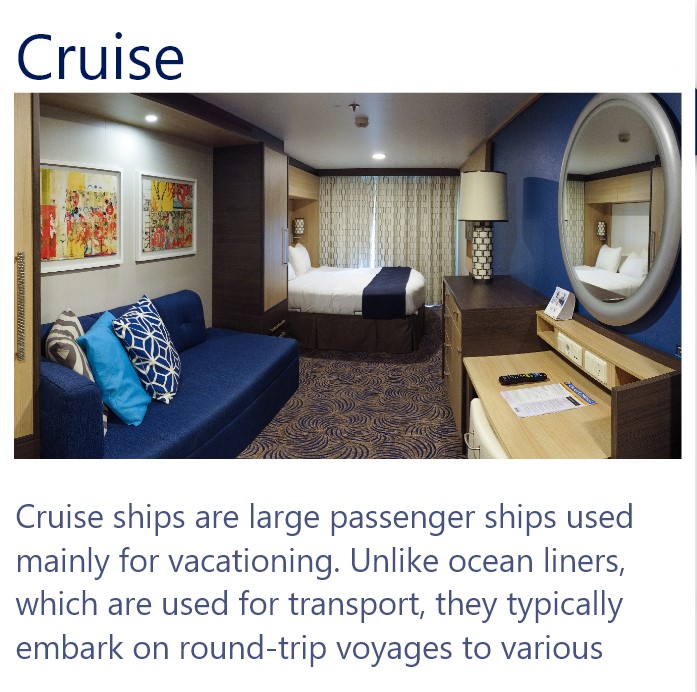 Cruise
Cruise ships are large passenger ships used
mainly for vacationing. Unlike ocean liners,
which are used for transport, they typically
embark on round-trip voyages to various